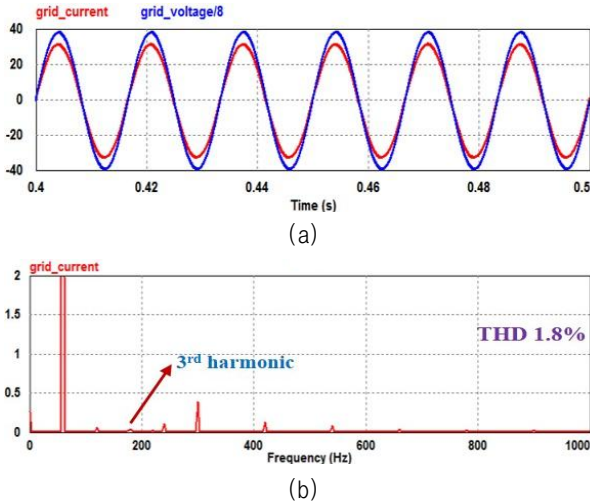 grid_current grid_voltage/8
40
20
0
-20
-40
0.4 0.42 0.44 0.46 0.48 0.5
Time (s)
(a)
grid_current
2
1.5
1
0.5
0
THD 1.8%
3rd harmonic
0 200 400 600 800 1000
Frequency (Hz)
(b)